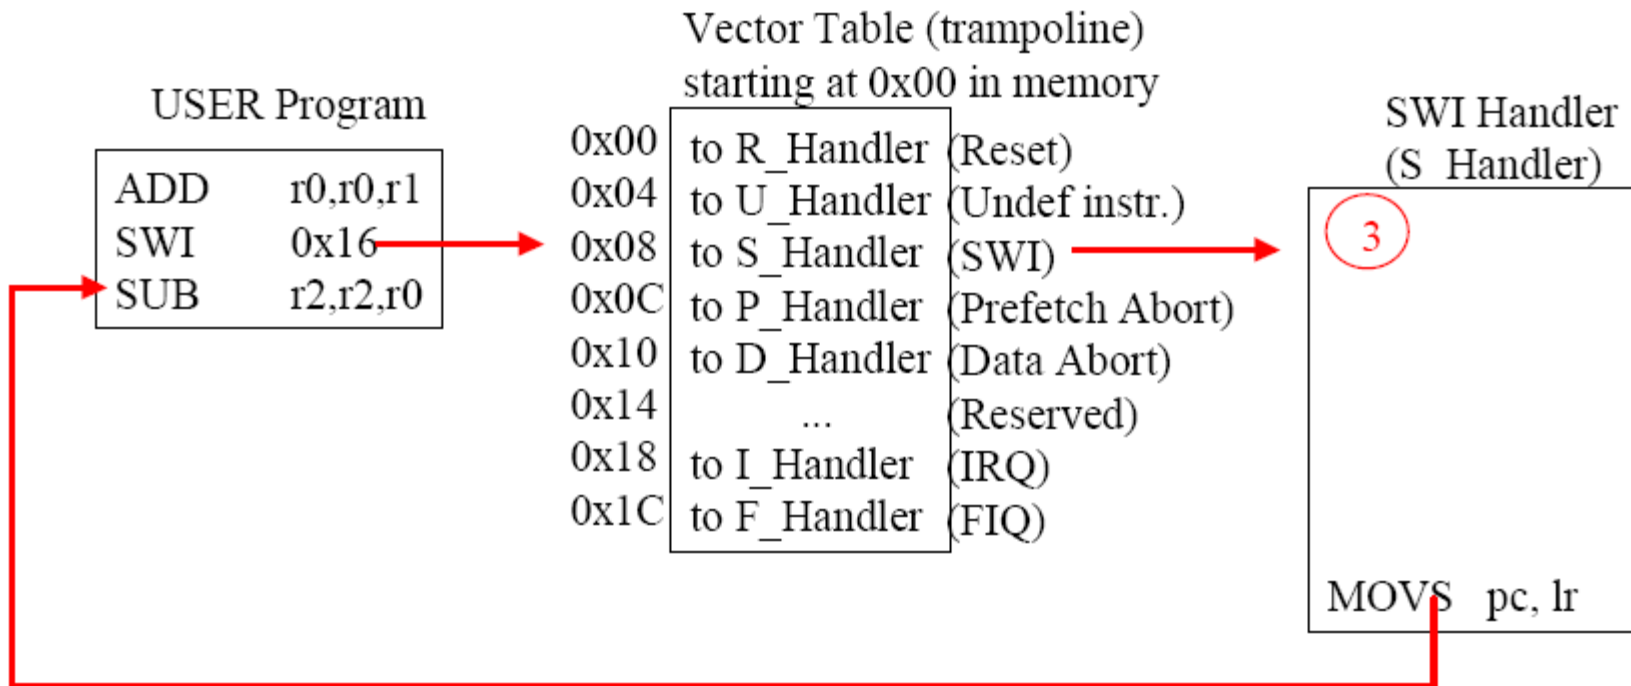 Vector Table (trampoline)
starting at 0x00 in memory
USER Program
ADD r0,r0,r1
SWI 0x16
SUB r2,r2,r0
0x00 to R_Handler (Reset)
0x04 to U_Handler (Undef instr.)
0x08 to S_Handler (SWI)
0x0C to P_Handler (Prefetch Abort)
0x10 to D_Handler (Data Abort)
0x14 ... (Reserved)
0x18 to I_Handler (IRQ)
0x1C to F_Handler (FIQ)
SWI Handler
(S_Handler)
3
MOVS pc, lr